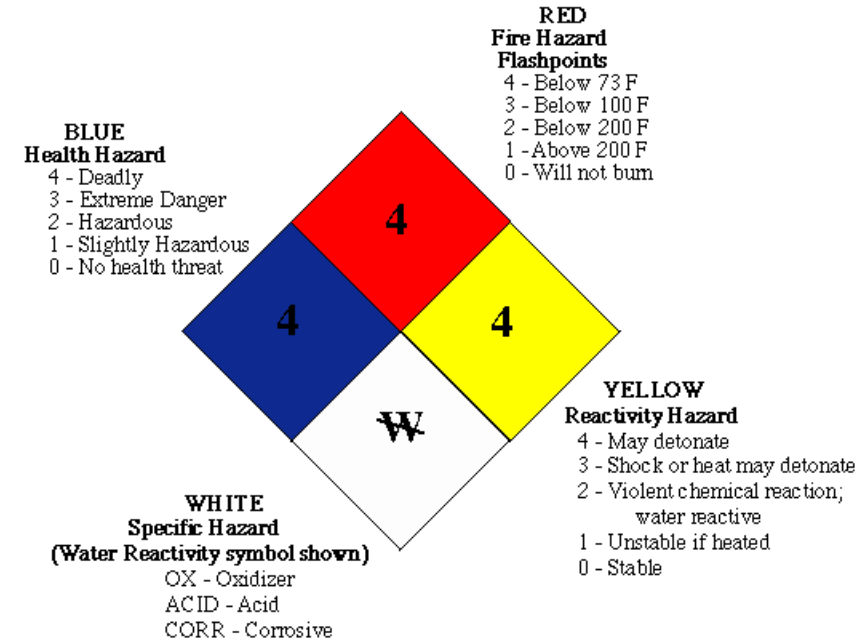 RED
Fire Hazard
Flashpoints
4 - Below 73 F
3 - Below 100 F
2 - Below 200 F
1 - Above 200 F
0 - Will not burn
BLUE
Health Hazard
4 - Deadly
3 - Extreme Danger
2 - Hazardous
1 - Slightly Hazardous
0 - No health threat
4
4
4
W
YELLOW
Reactivity Hazard
4 - May detonate
3 - Shock or heat may detonate
2 - Violent chemical reaction;
water reactive
1 - Unstable if heated
0 - Stable
WHITE
Specific Hazard
(Water Reactivity symbol shown)
OX - Oxidizer
ACID - Acid
CORR - Corrosive